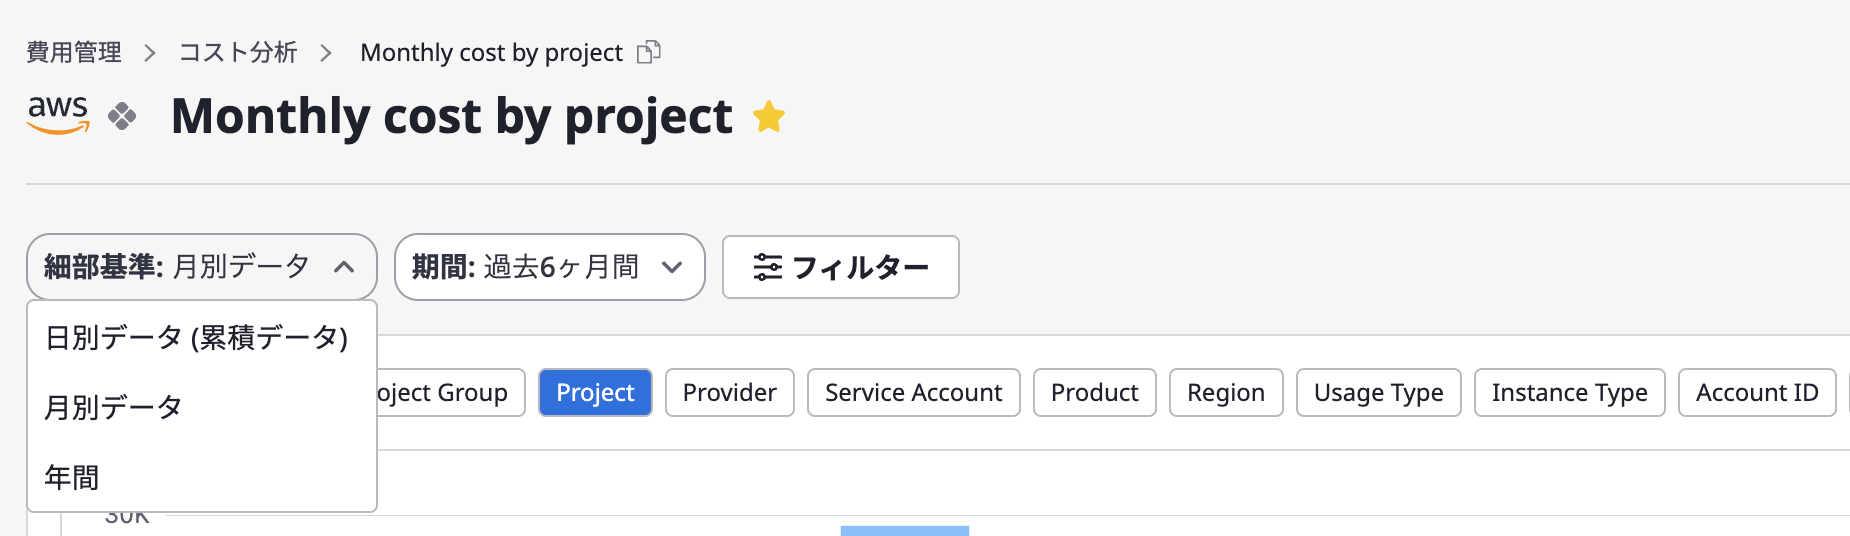 費用管理 > コスト分析 > Monthly cost by project
aws Monthly cost by project
細部基準: 月別データ 期間: 過去6ヶ月間 フィルター
日別データ (累積データ)
oject Group Project Provider Service Account Product Region Usage Type Instance Type Account ID
月別データ
年間
30K